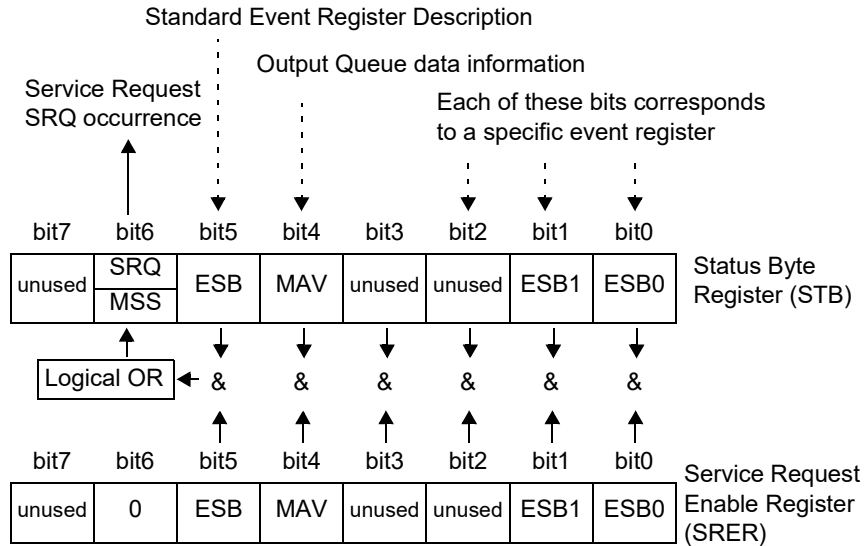 Standard Event Register Description
Output Queue data information
Service Request
SRQ occurrence
Each of these bits corresponds
to a specific event register
bit7 bit6 bit5 bit4 bit3 bit2 bit1 bit0
unused SRQ MSS ESB MAV unused unused ESB1 ESB0
Status Byte
Register (STB)
Logical OR & & & & & &
bit7 bit6 bit5 bit4 bit3 bit2 bit1 bit0
unused 0 ESB MAV unused unused ESB1 ESB0
Service Request
Enable Register
(SRER)